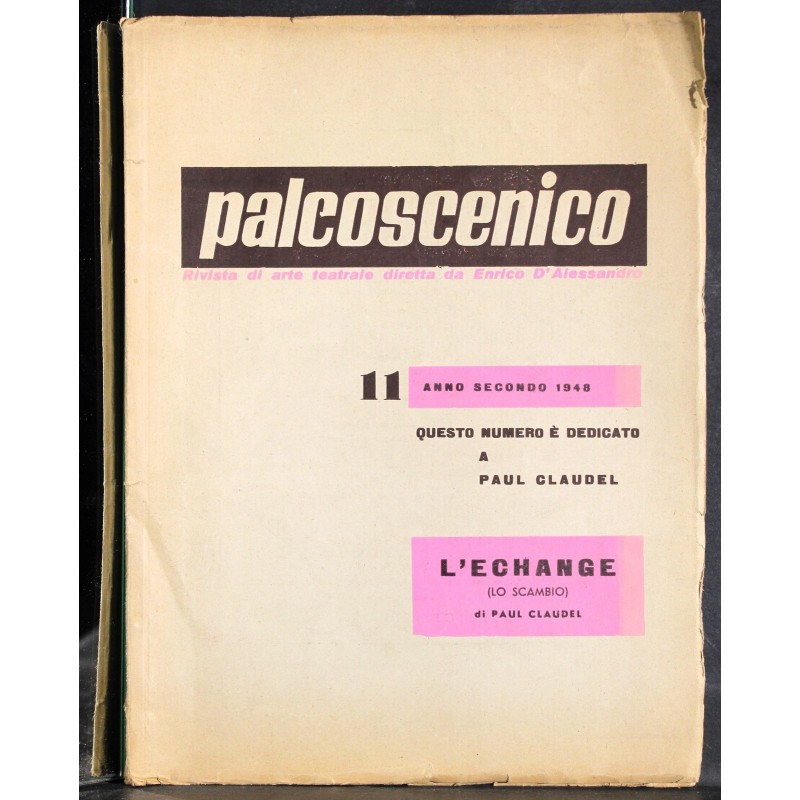 palcoscenico
Rivista di arte teatrale diretta da Enrico D'Alessandro
11 ANNO SECONDO 1948
QUESTO NUMERO È DEDICATO
A
PAUL CLAUDEL
L'ECHANGE
(LO SCAMBIO)
di PAUL CLAUDEL